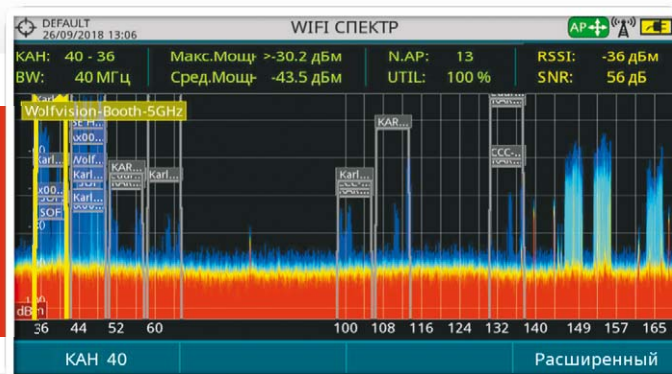 DEFAULT
26/09/2018 13:06
WIFI СПЕКТР
AP
КАН: 40 - 36
Макс.Мощн >-30.2 дБм
N.AP: 13
RSSI: -36 дБм
BW: 40 МГц
Сред.Мощн -43.5 дБм
UTIL: 100 %
SNR: 56 дБ
Wolfvision-Booth-5GHz
KAR...
Karl...
Wolf...
Karl...
KAR...
Karl...
Karl...
Karl...
dBm
36 44 52 60 100 108 116 124 132 140 149 157 165
КАН 40
Расширенный